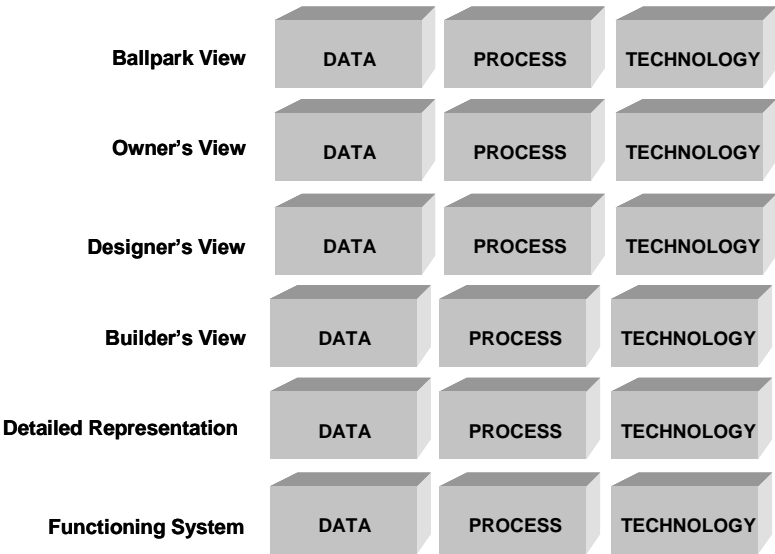 Ballpark View DATA PROCESS TECHNOLOGY
Owner's View DATA PROCESS TECHNOLOGY
Designer's View DATA PROCESS TECHNOLOGY
Builder's View DATA PROCESS TECHNOLOGY
Detailed Representation DATA PROCESS TECHNOLOGY
Functioning System DATA PROCESS TECHNOLOGY